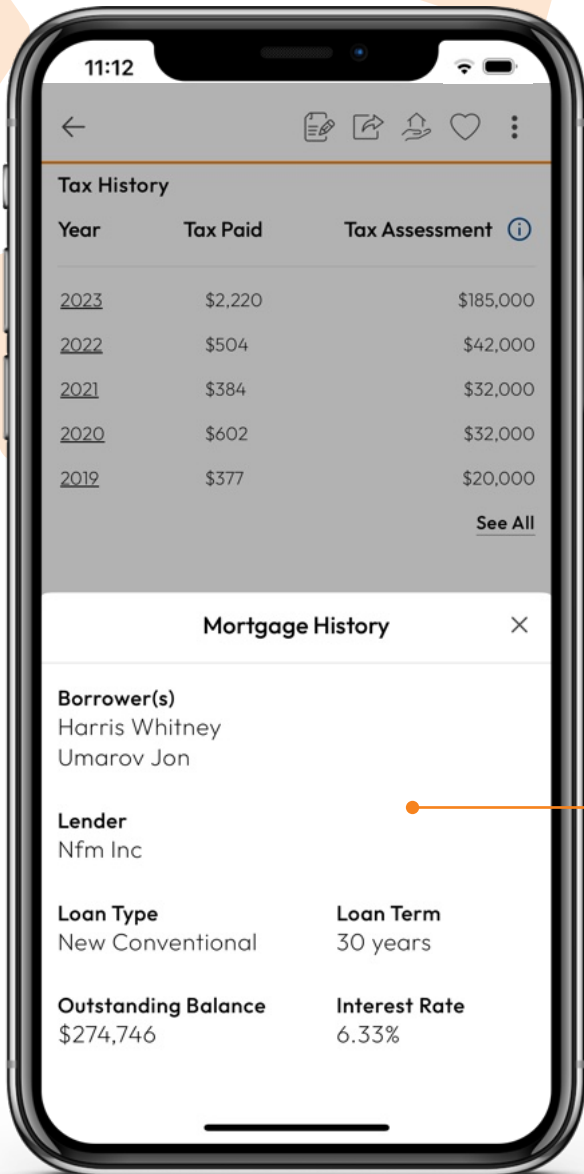 11:12
Tax History
Year Tax Paid Tax Assessment
2023 $2,220 $185,000
2022 $504 $42,000
2021 $384 $32,000
2020 $602 $32,000
2019 $377 $20,000
See All
Mortgage History
Borrower(s)
Harris Whitney
Umarov Jon
Lender
Nfm Inc
Loan Type Loan Term
New Conventional 30 years
Outstanding Balance Interest Rate
$274,746 6.33%